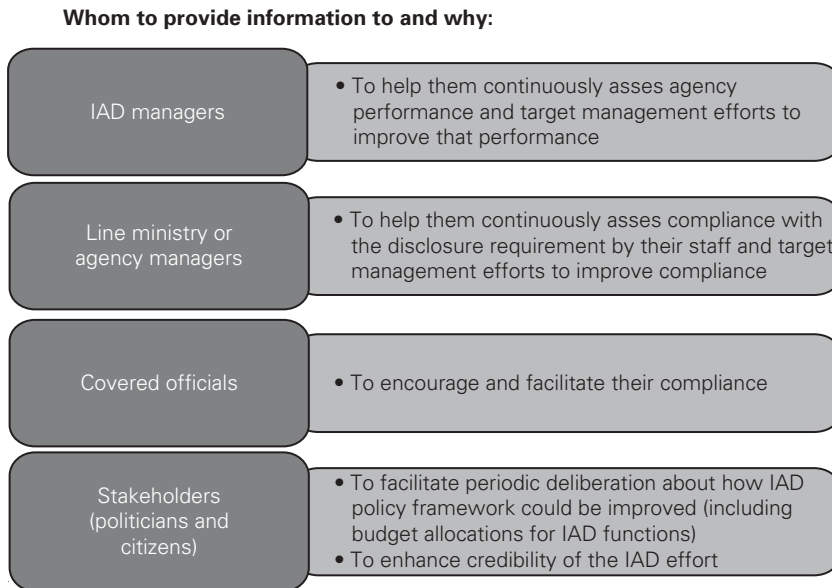 Whom to provide information to and why:
IAD managers
• To help them continuously asses agency
performance and target management efforts to
improve that performance
Line ministry or
agency managers
• To help them continuously asses compliance with
the disclosure requirement by their staff and target
management efforts to improve compliance
Covered officials
• To encourage and facilitate their compliance
Stakeholders
(politicians and
citizens)
• To facilitate periodic deliberation about how IAD
policy framework could be improved (including
budget allocations for IAD functions)
• To enhance credibility of the IAD effort